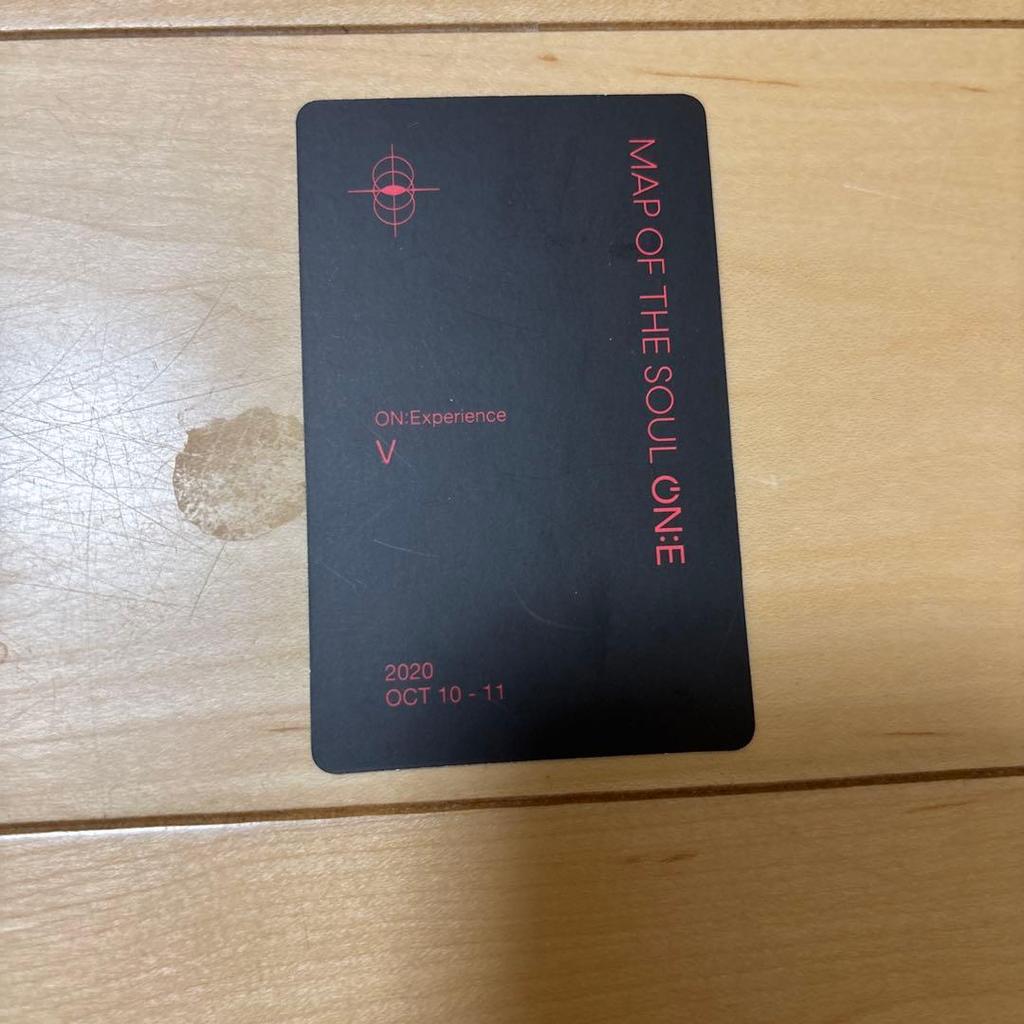 MAP OF THE SOUL ON:E
ON:Experience
V
2020
OCT 10 - 11